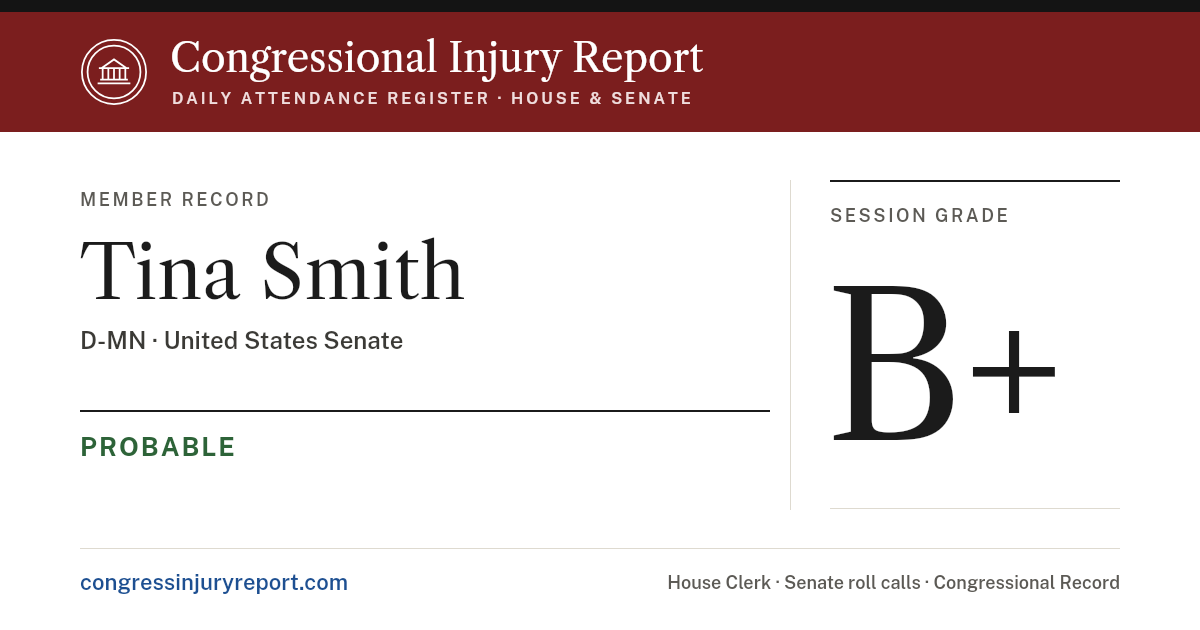 Congressional Injury Report
DAILY ATTENDANCE REGISTER · HOUSE & SENATE
MEMBER RECORD
Tina Smith
D-MN · United States Senate
PROBABLE
SESSION GRADE
B+
congressinjuryreport.com
House Clerk · Senate roll calls · Congressional Record